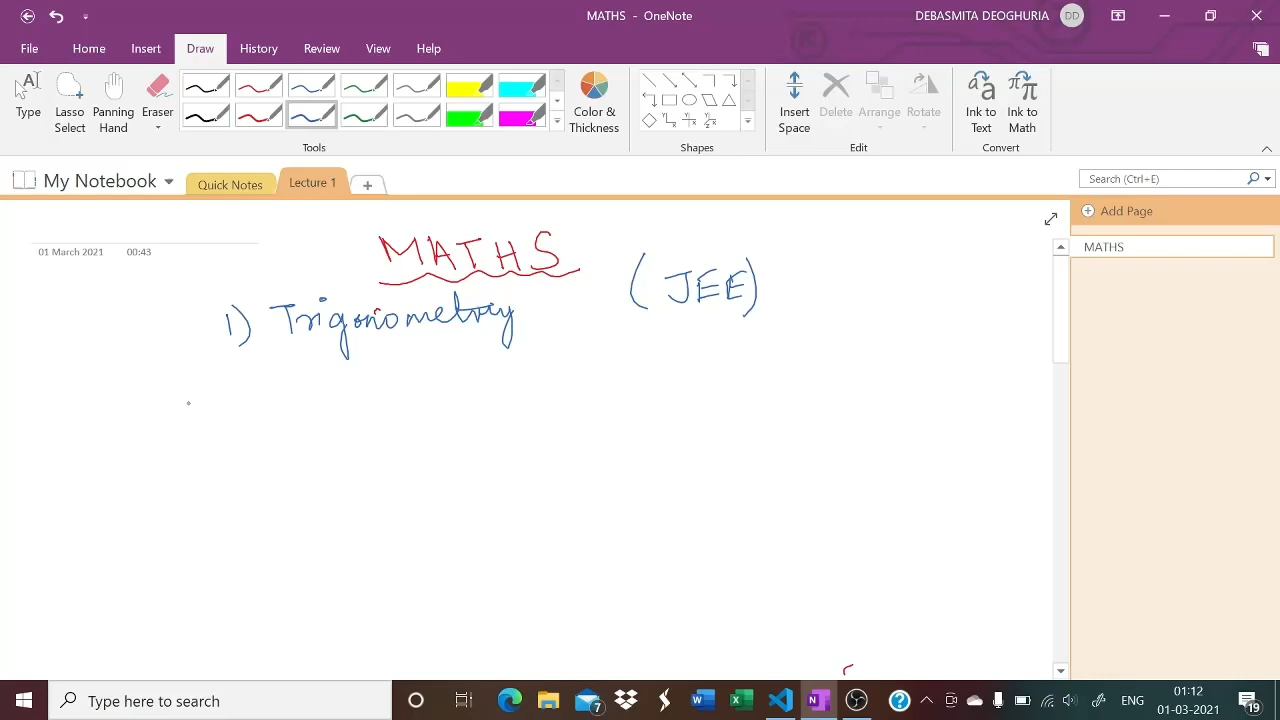 MATHS - OneNote
DEBASMITA DEOGHURIA DD
File Home Insert Draw History Review View Help
Type
Lasso Select
Panning Hand
Eraser
Color & Thickness
Insert Space
Delete
Arrange
Rotate
Ink to Text
Ink to Math
Tools Shapes Edit Convert
My Notebook Quick Notes Lecture 1 +
Search (Ctrl+E)
Add Page
MATHS
01 March 2021 00:43
MATHS
(JEE)
1) Trigonometry
Type here to search
7
ENG
01:12
01-03-2021
19